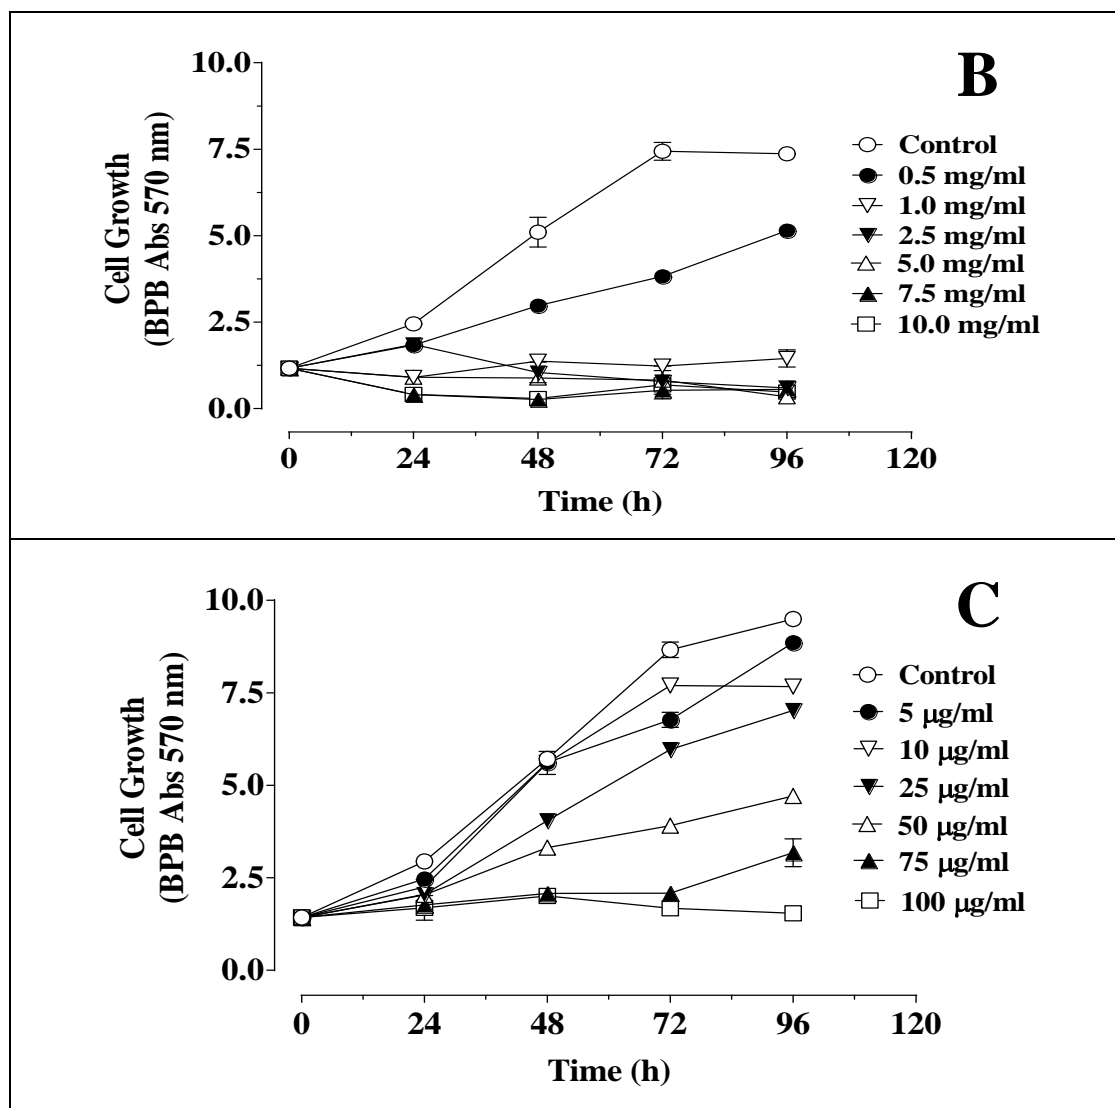 B
10.0
7.5
5.0
2.5
0.0
Cell Growth
(BPB Abs 570 nm)
0 24 48 72 96 120
Time (h)
Control
0.5 mg/ml
1.0 mg/ml
2.5 mg/ml
5.0 mg/ml
7.5 mg/ml
10.0 mg/ml
C
10.0
7.5
5.0
2.5
0.0
Cell Growth
(BPB Abs 570 nm)
0 24 48 72 96 120
Time (h)
Control
5 µg/ml
10 µg/ml
25 µg/ml
50 µg/ml
75 µg/ml
100 µg/ml